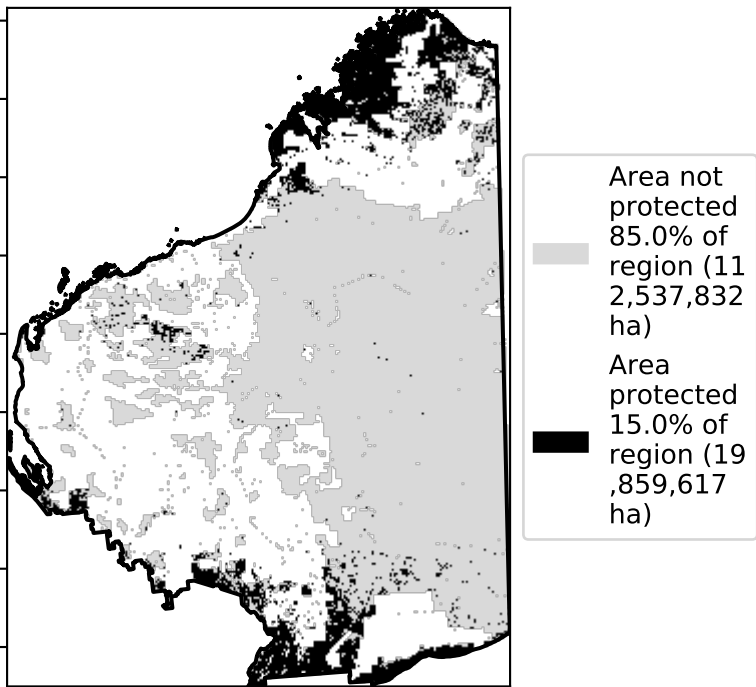 Area not
protected
85.0% of
region (11
2,537,832
ha)
Area
protected
15.0% of
region (19
,859,617
ha)